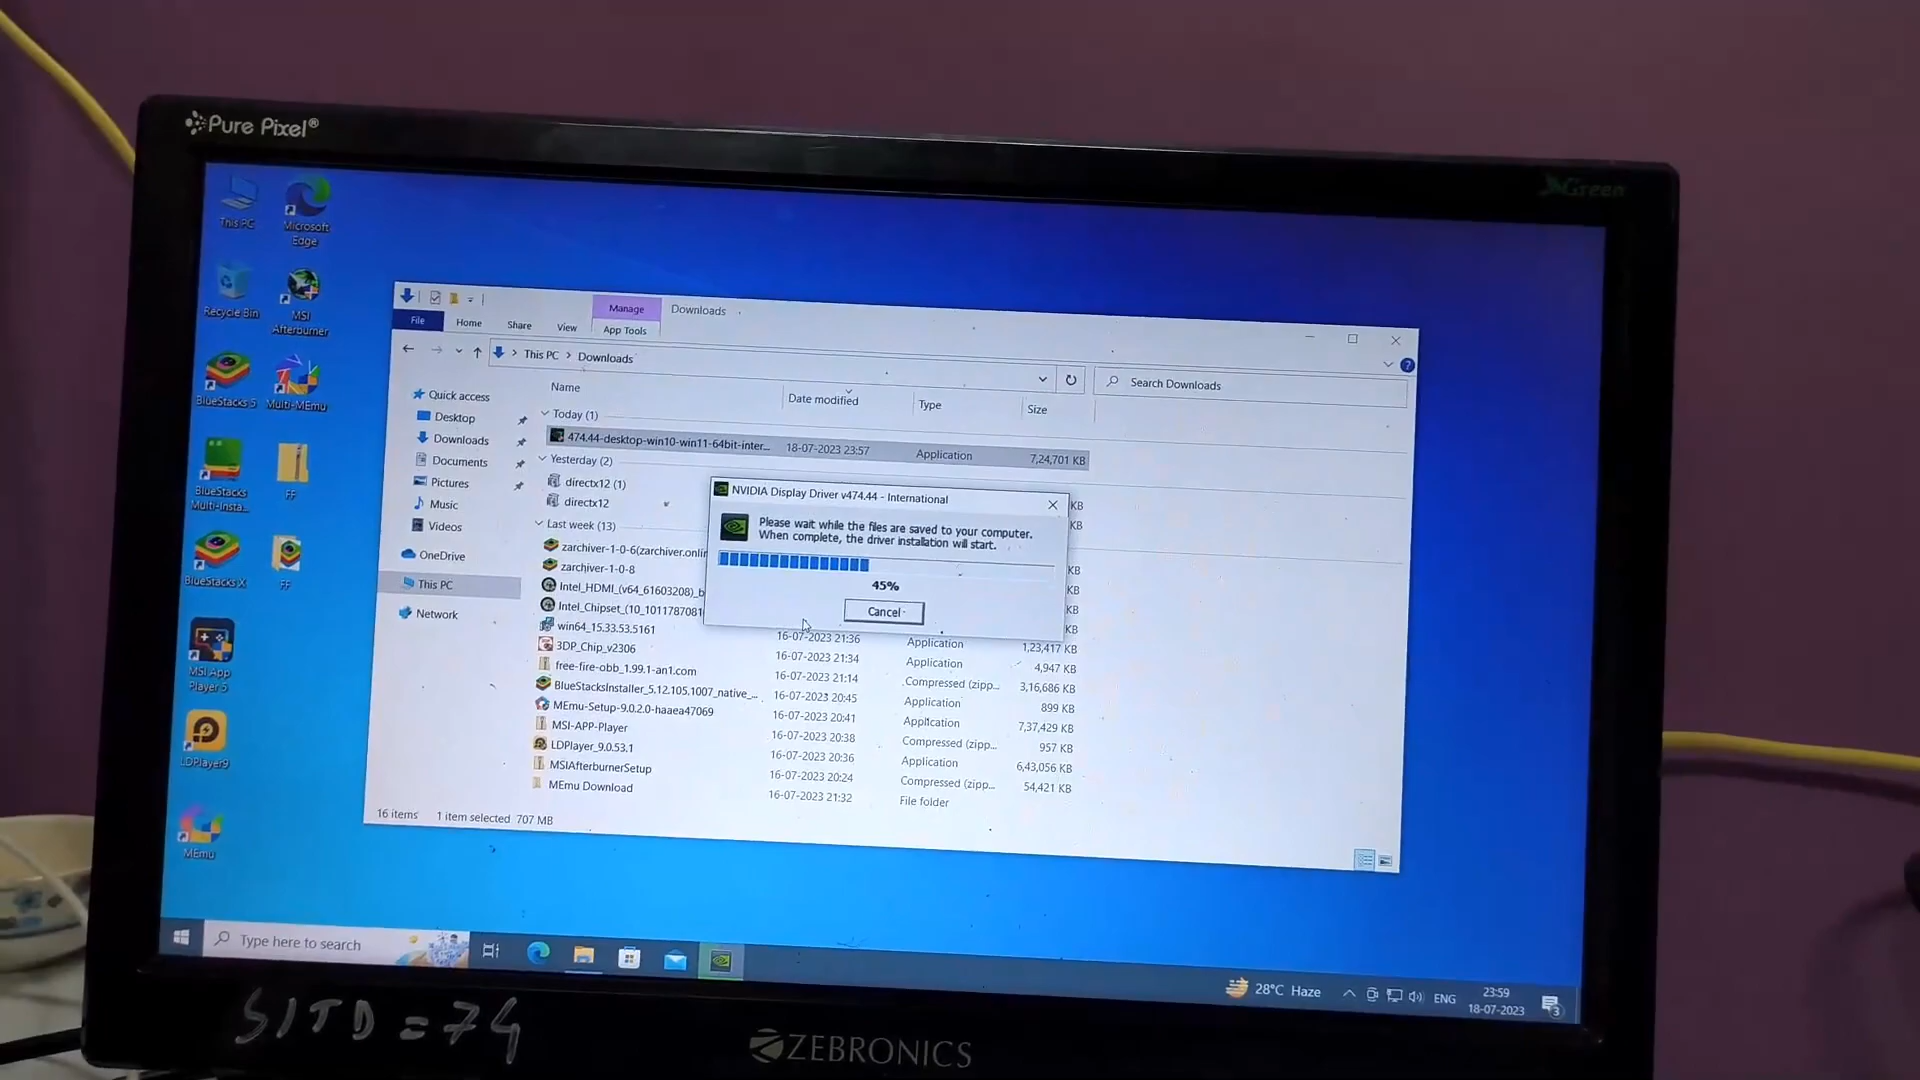 Pure Pixel®
XGreen
This PC
Microsoft
Edge
Recycle Bin
MSI
Afterburner
BlueStacks 5
Multi-MEmu
BlueStacks
Multi-Insta...
FF
BlueStacks X
FF
MSI App
Player 5
LDPlayer9
MEmu
Manage
Downloads
File
Home
Share
View
App Tools
This PC > Downloads
Search Downloads
Quick access
Desktop
Downloads
Documents
Pictures
Music
Videos
OneDrive
This PC
Network
Name
Date modified
Type
Size
Today (1)
474.44-desktop-win10-win11-64bit-inter... 18-07-2023 23:57 Application 7,24,701 KB
Yesterday (2)
directx12 (1) KB
directx12 KB
Last week (13)
zarchiver-1-0-6(zarchiver.onli KB
zarchiver-1-0-8 KB
Intel_HDMI_(v64_61603208)_b KB
Intel_Chipset_(10_1011787081 KB
win64_15.33.53.5161 16-07-2023 21:36 Application 1,23,417 KB
3DP_Chip_v2306 16-07-2023 21:34 Application 4,947 KB
free-fire-obb_1.99.1-an1.com 16-07-2023 21:14 Compressed (zipp... 3,16,686 KB
BlueStacksInstaller_5.12.105.1007_native_... 16-07-2023 20:45 Application 899 KB
MEmu-Setup-9.0.2.0-haaea47069 16-07-2023 20:41 Application 7,37,429 KB
MSI-APP-Player 16-07-2023 20:38 Compressed (zipp... 957 KB
LDPlayer_9.0.53.1 16-07-2023 20:36 Application 6,43,056 KB
MSIAfterburnerSetup 16-07-2023 20:24 Compressed (zipp... 54,421 KB
MEmu Download 16-07-2023 21:32 File folder
16 items 1 item selected 707 MB
NVIDIA Display Driver v474.44 - International
Please wait while the files are saved to your computer.
When complete, the driver installation will start.
45%
Cancel
Type here to search
28°C Haze
ENG
23:59
18-07-2023
3
SITD = 74
ZEBRONICS